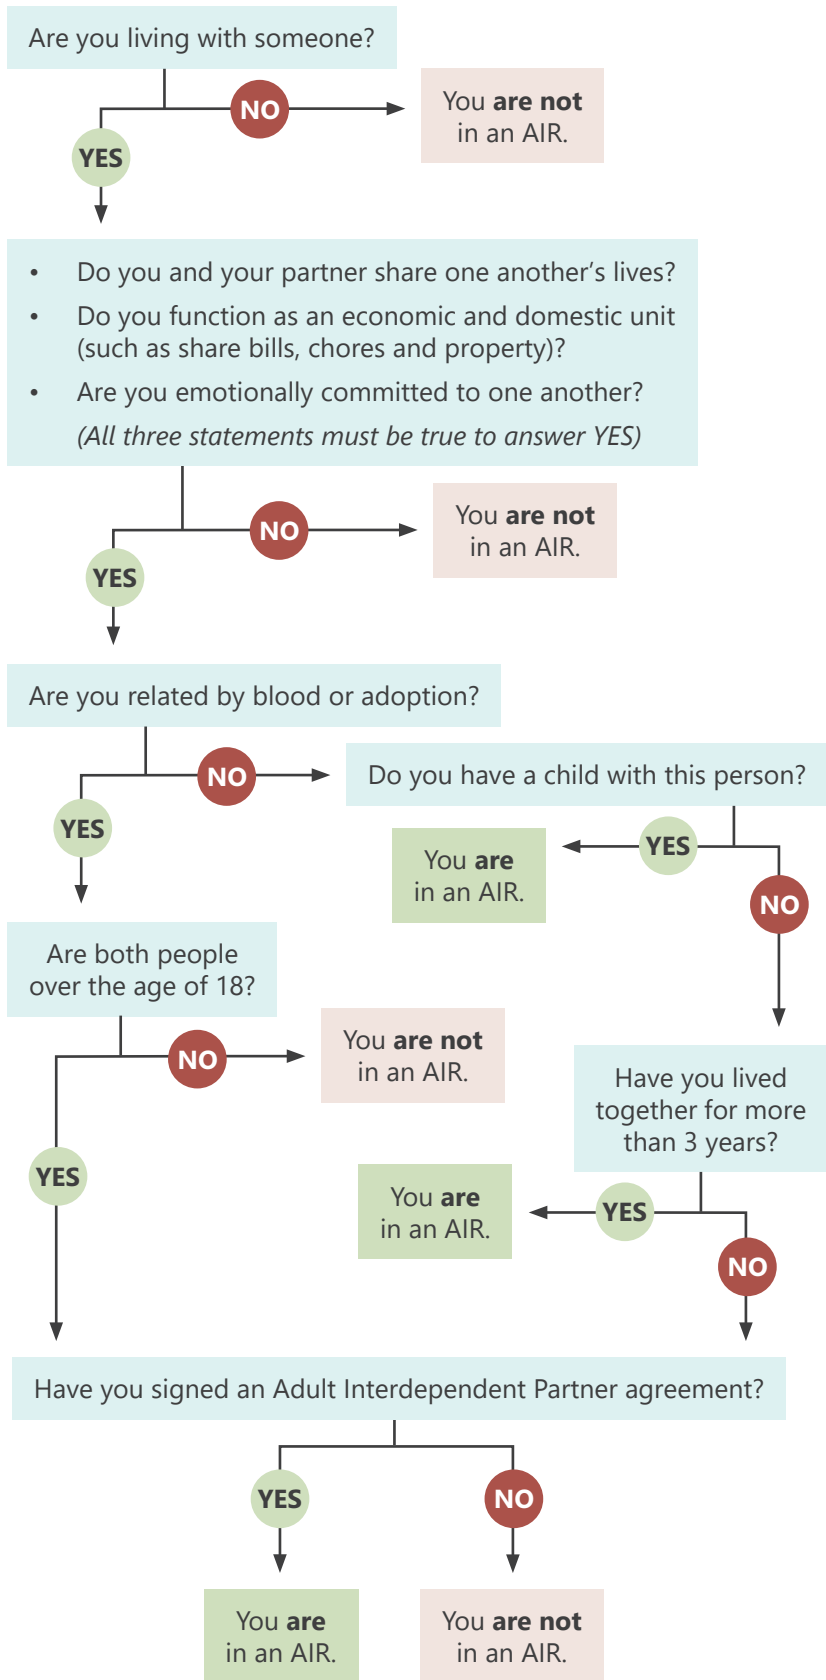 Are you living with someone?
NO
You are not
in an AIR.
YES
• Do you and your partner share one another’s lives?
• Do you function as an economic and domestic unit
(such as share bills, chores and property)?
• Are you emotionally committed to one another?
(All three statements must be true to answer YES)
NO
You are not
in an AIR.
YES
Are you related by blood or adoption?
NO
Do you have a child with this person?
YES
YES
You are
in an AIR.
NO
Are both people
over the age of 18?
NO
You are not
in an AIR.
Have you lived
together for more
than 3 years?
YES
YES
You are
in an AIR.
NO
Have you signed an Adult Interdependent Partner agreement?
YES
NO
You are
in an AIR.
You are not
in an AIR.